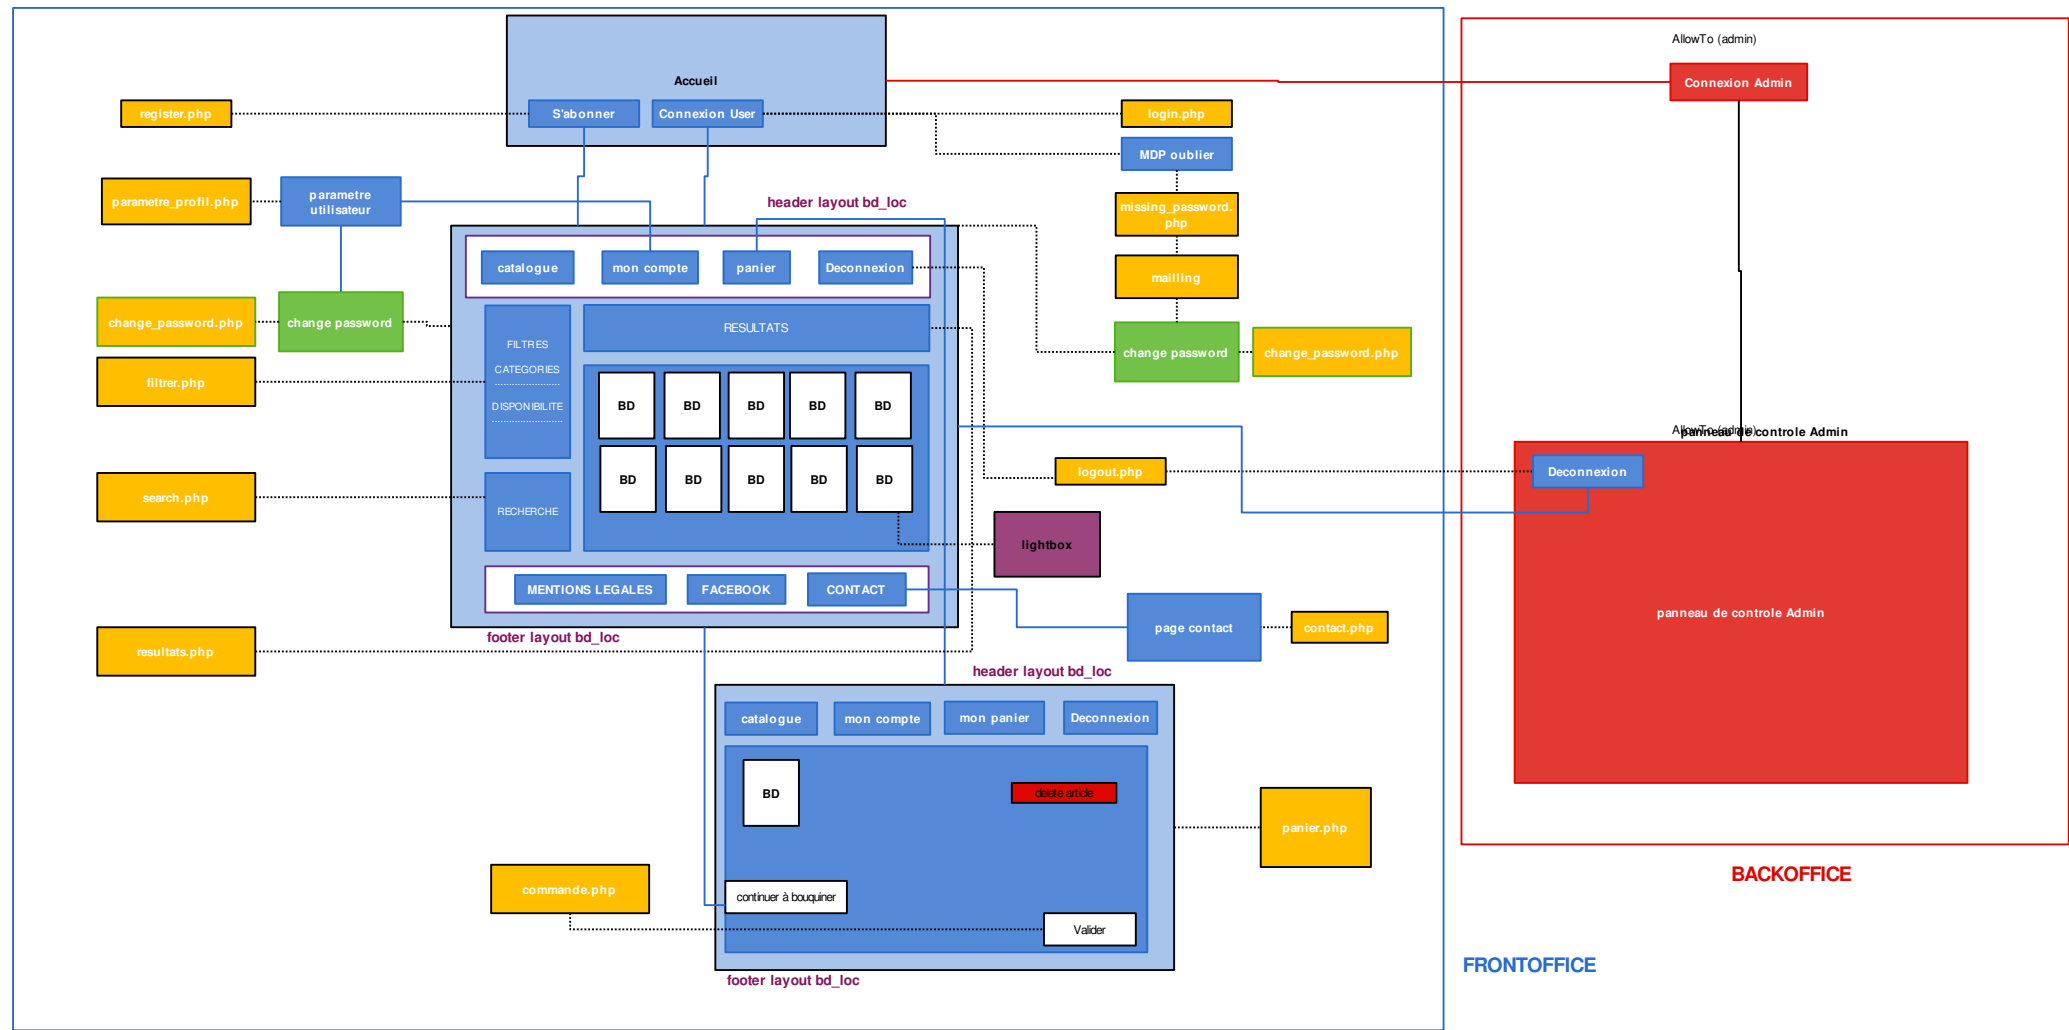 AllowTo (admin)
Accueil
Connexion Admin
register.php
S'abonner
Connexion User
login.php
MDP oublier
parametre_profil.php
parametre
utilisateur
header layout bd_loc
missing_password.
php
catalogue
mon compte
panier
Deconnexion
mailling
change_password.php
change password
RESULTATS
FILTRES
CATEGORIES
DISPONIBILITE
change password
change_password.php
filtrer.php
BD
BD
BD
BD
BD
AllowTo (admin)
panneau de controle Admin
BD
BD
BD
BD
BD
logout.php
Deconnexion
search.php
RECHERCHE
lightbox
MENTIONS LEGALES
FACEBOOK
CONTACT
panneau de controle Admin
page contact
contact.php
footer layout bd_loc
resultats.php
header layout bd_loc
catalogue
mon compte
mon panier
Deconnexion
BD
delete article
panier.php
BACKOFFICE
commande.php
continuer à bouquiner
Valider
FRONTOFFICE
footer layout bd_loc